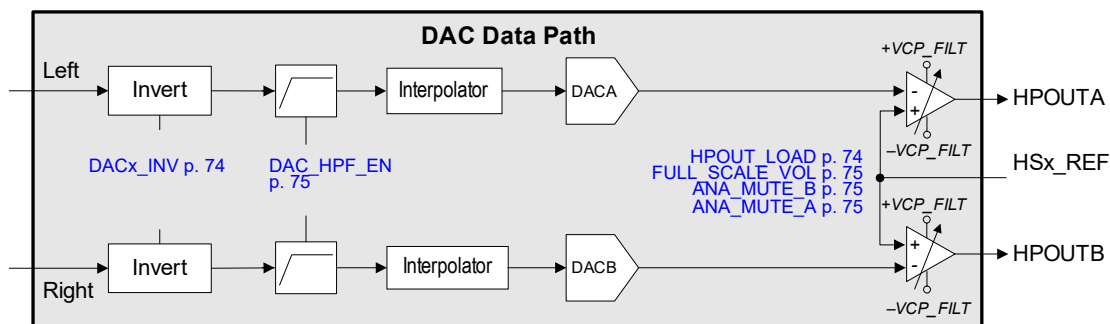 DAC Data Path
+VCP_FILT
Left
Invert
Interpolator
DACA
-
+
HPOUTA
–VCP_FILT
DACx_INV p. 74
DAC_HPF_EN
p. 75
HPOUT_LOAD p. 74
FULL_SCALE_VOL p. 75
ANA_MUTE_B p. 75
ANA_MUTE_A p. 75
HSx_REF
+VCP_FILT
Invert
Interpolator
DACB
+
-
HPOUTB
Right
–VCP_FILT